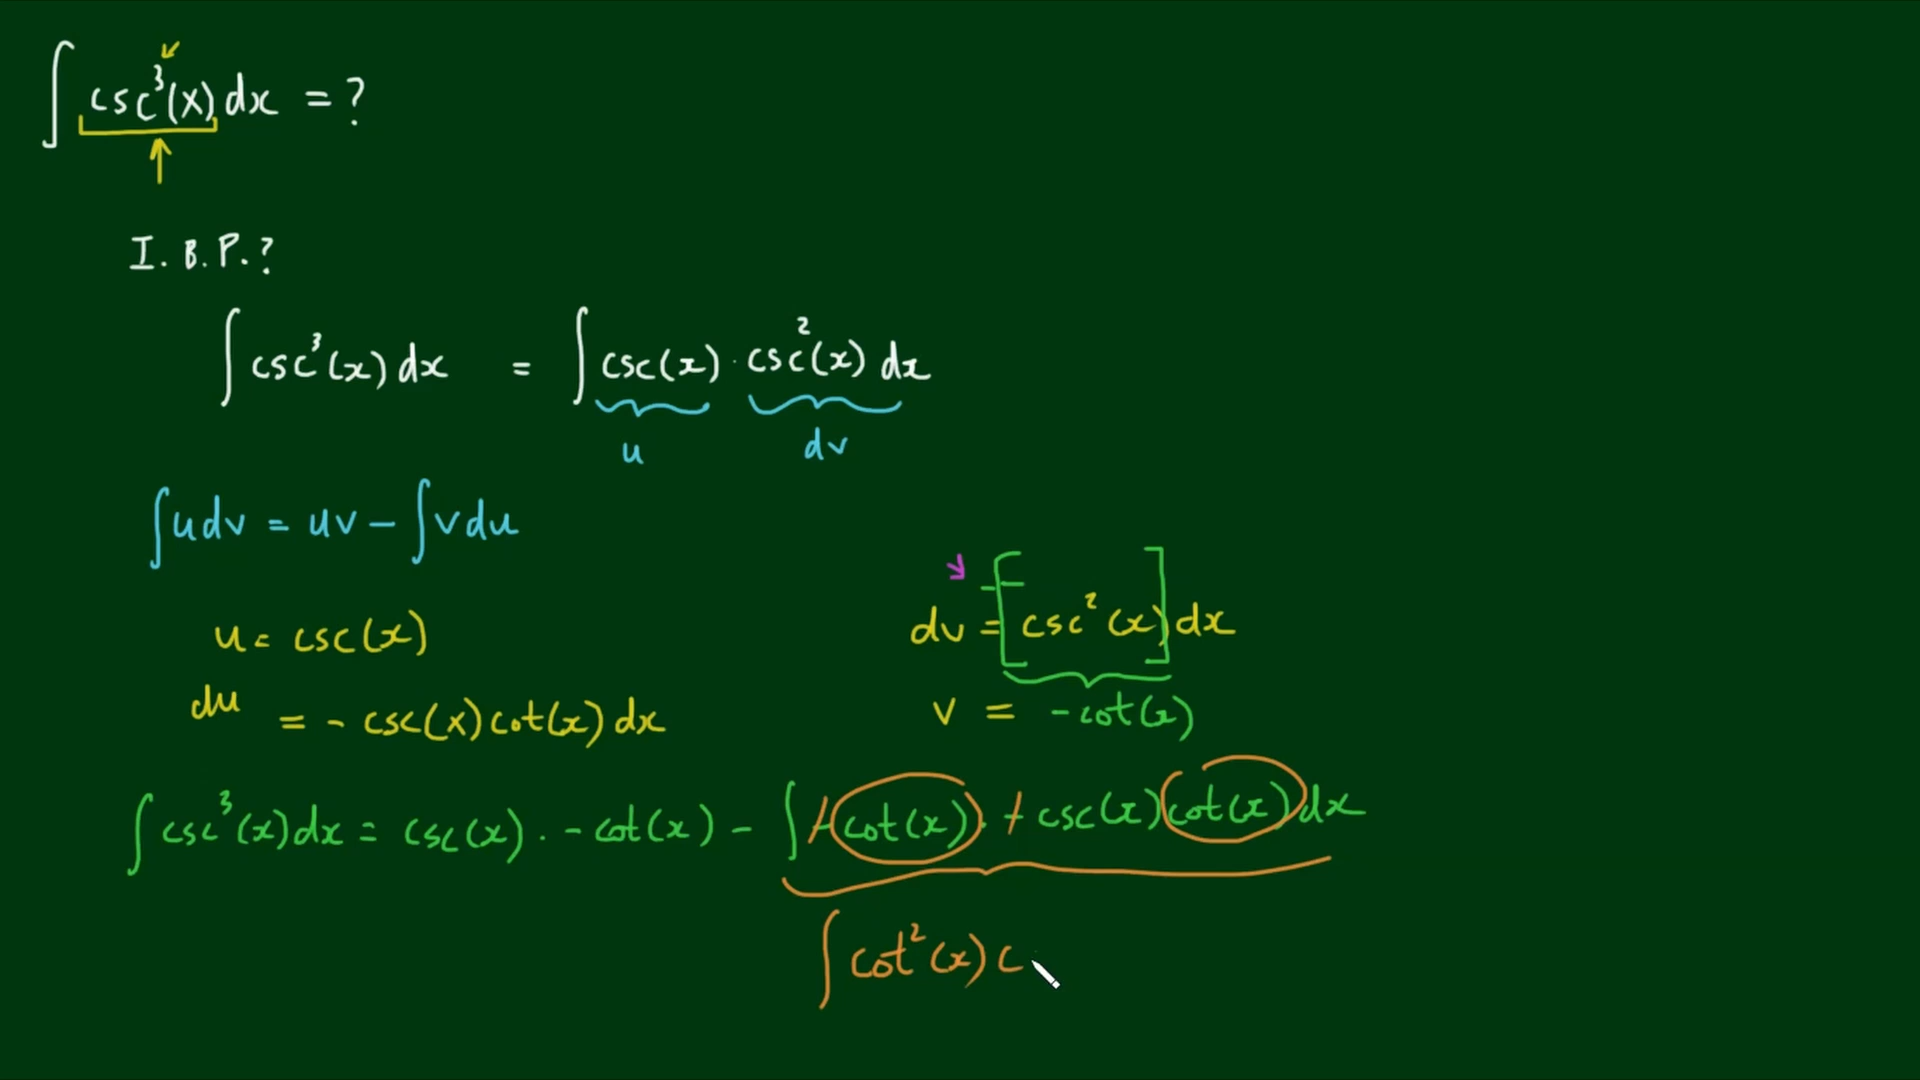 ∫ csc³(x) dx = ?
I. B. P. ?
∫ csc³(x) dx = ∫ csc(x) · csc²(x) dx
u dv
∫ u dv = uv − ∫ v du
u = csc(x) dv = [csc²(x)] dx
du = - csc(x) cot(x) dx v = -cot(x)
∫ csc³(x) dx = csc(x) · -cot(x) − ∫ cot(x) · csc(x) cot(x) dx
∫ cot²(x) c